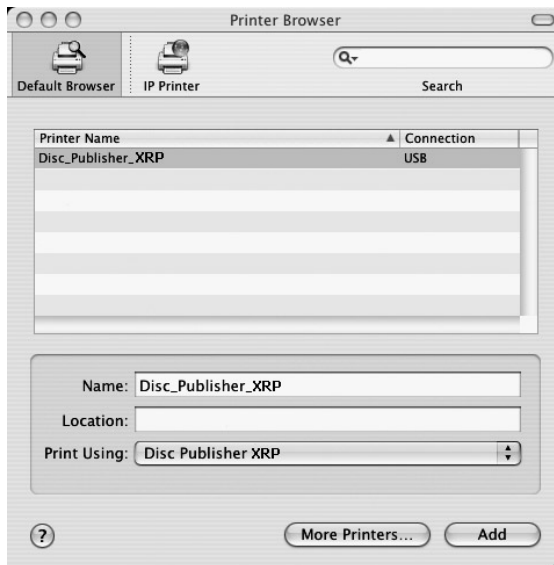 Printer Browser
Default Browser
IP Printer
Search
Printer Name Connection
Disc_Publisher_XRP USB
Name: Disc_Publisher_XRP
Location:
Print Using: Disc Publisher XRP
? More Printers... Add